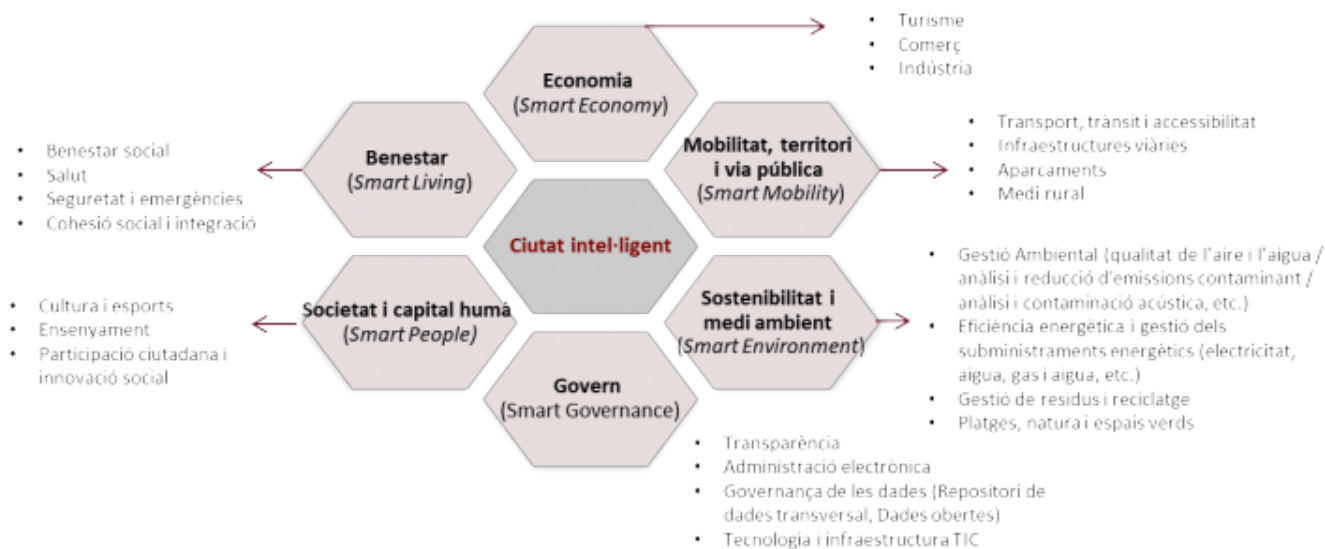 Economia
(Smart Economy)
• Turisme
• Comerç
• Indústria
Mobilitat, territori
i via pública
(Smart Mobility)
• Transport, trànsit i accessibilitat
• Infraestructures viàries
• Aparcaments
• Medi rural
Benestar
(Smart Living)
• Benestar social
• Salut
• Seguretat i emergències
• Cohesió social i integració
Ciutat intel·ligent
Sostenibilitat i
medi ambient
(Smart Environment)
• Gestió Ambiental (qualitat de l'aire i l'aigua /
anàlisi i reducció d'emissions contaminant /
anàlisi i contaminació acústica, etc.)
• Eficiència energètica i gestió dels
subministraments energètics (electricitat,
aigua, gas i aigua, etc.)
• Gestió de residus i reciclatge
• Platges, natura i espais verds
Societat i capital humà
(Smart People)
• Cultura i esports
• Ensenyament
• Participació ciutadana i
innovació social
Govern
(Smart Governance)
• Transparència
• Administració electrònica
• Governança de les dades (Repositori de
dades transversal, Dades obertes)
• Tecnologia i infraestructura TIC